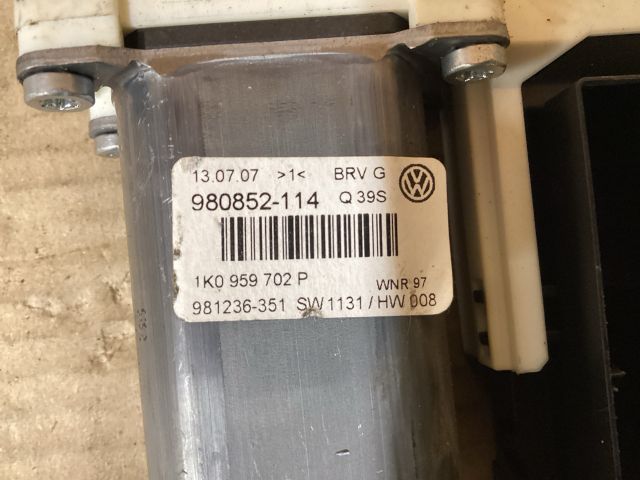 13.07.07 >1< BRV G
980852-114 Q 39S
1K0 959 702 P WNR 97
981236-351 SW 1131 / HW 008